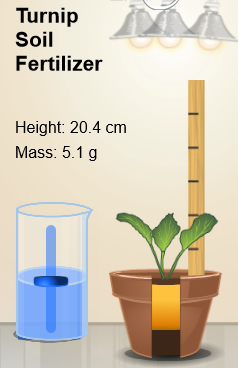 Turnip
Soil
Fertilizer
Height: 20.4 cm
Mass: 5.1 g